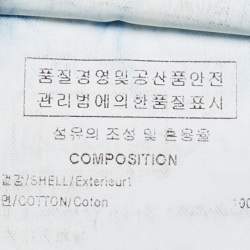 품질경영및공산품안전
관리법에의한품질표시
섬유의 조성 및 혼용율
COMPOSITION
겉감/SHELL/Exterieur1
면/COTTON/Coton 100